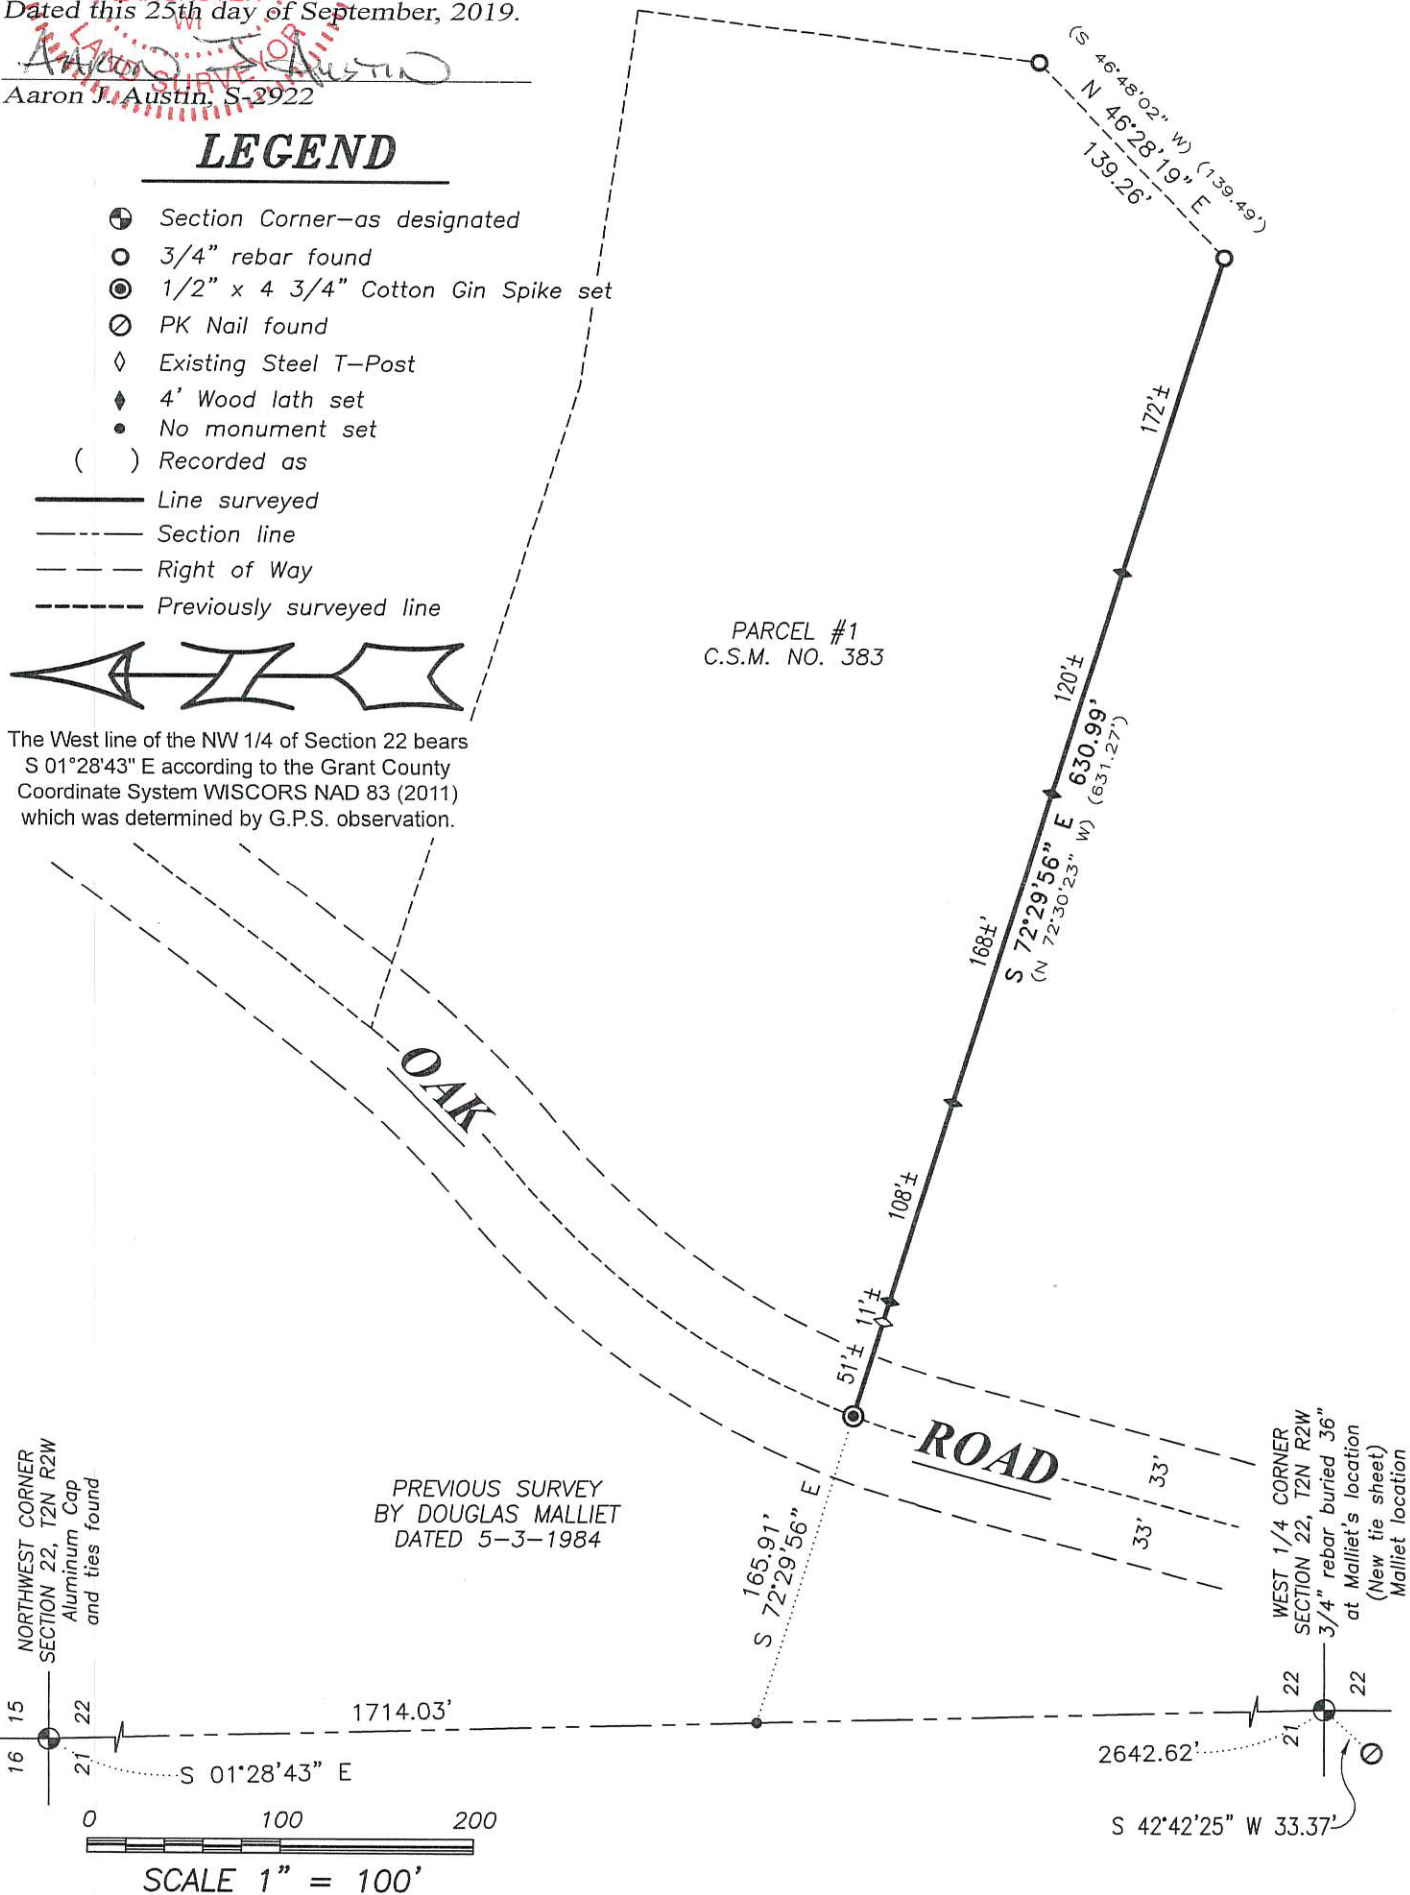 Dated this 25th day of September, 2019.
WI
LAND SURVEYOR
Aaron J Austin
Aaron J. Austin, S-2922
LEGEND
Section Corner-as designated
3/4" rebar found
1/2" x 4 3/4" Cotton Gin Spike set
PK Nail found
Existing Steel T-Post
4' Wood lath set
No monument set
( ) Recorded as
Line surveyed
Section line
Right of Way
Previously surveyed line
N
The West line of the NW 1/4 of Section 22 bears
S 01°28'43" E according to the Grant County
Coordinate System WISCORS NAD 83 (2011)
which was determined by G.P.S. observation.
(S 46°48'02" W) (139.49')
N 46°28'19" E
139.26'
172'±
PARCEL #1
C.S.M. NO. 383
120'±
S 72°29'56" E 630.99'
(N 72°30'23" W) (631.27')
168±'
108'±
11'±
51'±
OAK
ROAD
33'
33'
PREVIOUS SURVEY
BY DOUGLAS MALLIET
DATED 5-3-1984
165.91'
S 72°29'56" E
NORTHWEST CORNER
SECTION 22, T2N R2W
Aluminum Cap
and ties found
WEST 1/4 CORNER
SECTION 22, T2N R2W
3/4" rebar buried 36"
at Malliet's location
(New tie sheet)
Malliet location
15 22
16 21
1714.03'
22 22
21
2642.62'
S 01°28'43" E
S 42°42'25" W 33.37'
0 100 200
SCALE 1" = 100'